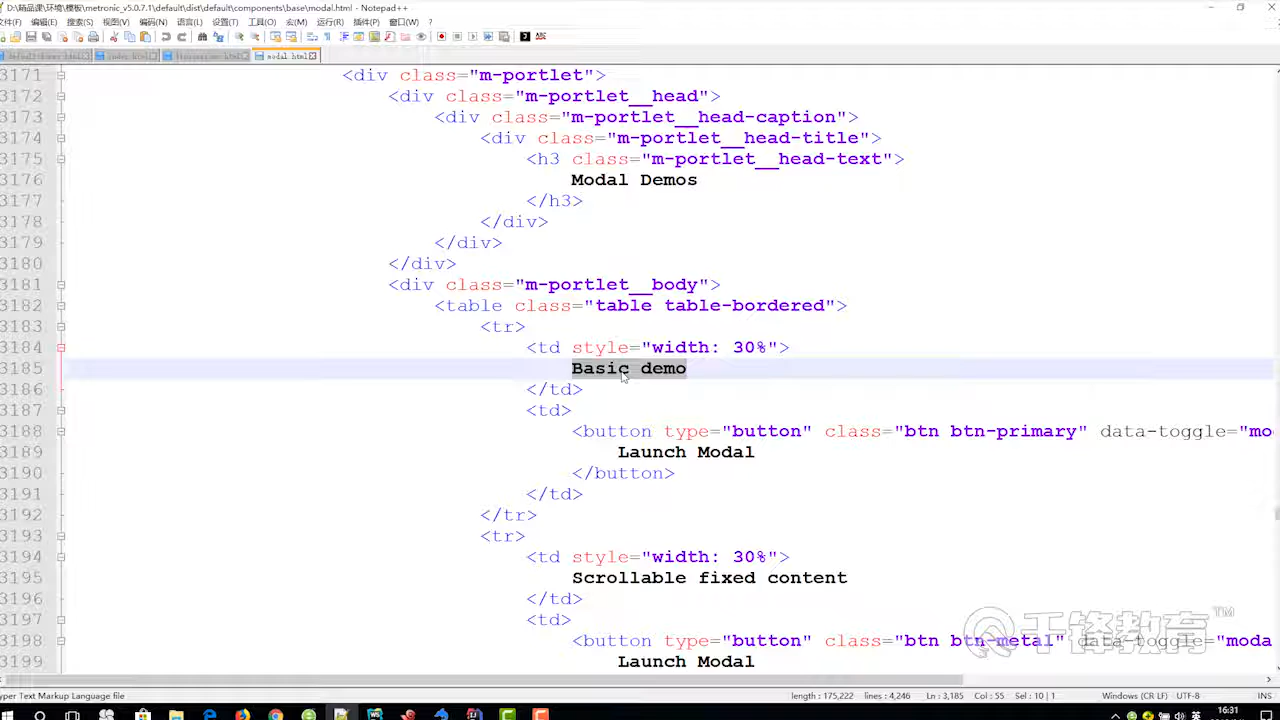 D:\精品课\环境\模板\metronic_v5.0.7.1\default\dist\default\components\base\modal.html - Notepad++
文件(F) 编辑(E) 搜索(S) 视图(V) 编码(N) 语言(L) 设置(T) 工具(O) 宏(M) 运行(R) 插件(P) 窗口(W) ?
index.html modal.html
3171 <div class="m-portlet">
3172 <div class="m-portlet__head">
3173 <div class="m-portlet__head-caption">
3174 <div class="m-portlet__head-title">
3175 <h3 class="m-portlet__head-text">
3176 Modal Demos
3177 </h3>
3178 </div>
3179 </div>
3180 </div>
3181 <div class="m-portlet__body">
3182 <table class="table table-bordered">
3183 <tr>
3184 <td style="width: 30%">
3185 Basic demo
3186 </td>
3187 <td>
3188 <button type="button" class="btn btn-primary" data-toggle="mo
3189 Launch Modal
3190 </button>
3191 </td>
3192 </tr>
3193 <tr>
3194 <td style="width: 30%">
3195 Scrollable fixed content
3196 </td>
3197 <td>
3198 <button type="button" class="btn btn-metal" data-toggle="moda
3199 Launch Modal
千锋教育™
yper Text Markup Language file length : 175,222 lines : 4,246 Ln : 3,185 Col : 55 Sel : 10 | 1 Windows (CR LF) UTF-8 INS
英 16:31